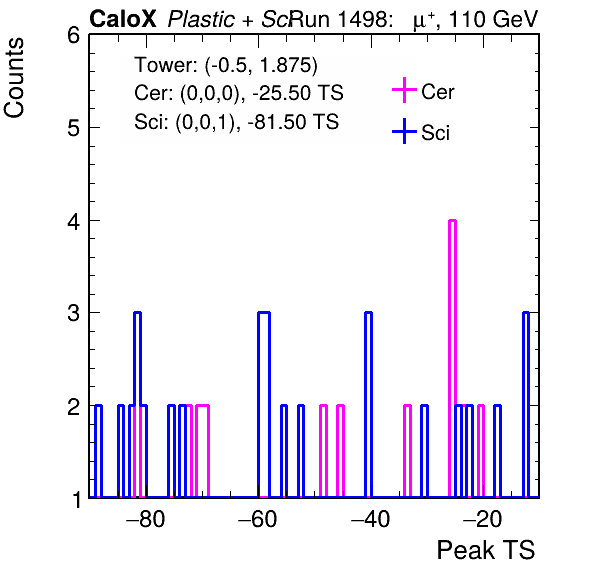 CaloX Plastic + Sci Run 1498: μ⁺, 110 GeV
Counts
Tower: (-0.5, 1.875)
Cer: (0,0,0), -25.50 TS
Sci: (0,0,1), -81.50 TS
Cer
Sci
6
5
4
3
2
1
−80 −60 −40 −20
Peak TS